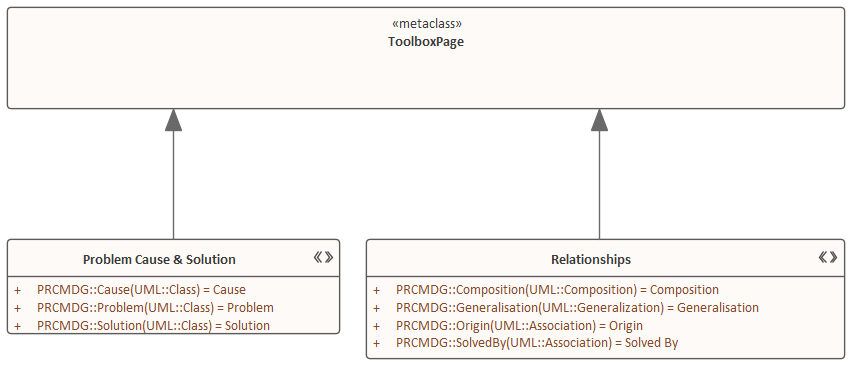 «metaclass»
ToolboxPage
Problem Cause & Solution «»
+ PRCMDG::Cause(UML::Class) = Cause
+ PRCMDG::Problem(UML::Class) = Problem
+ PRCMDG::Solution(UML::Class) = Solution
Relationships «»
+ PRCMDG::Composition(UML::Composition) = Composition
+ PRCMDG::Generalisation(UML::Generalization) = Generalisation
+ PRCMDG::Origin(UML::Association) = Origin
+ PRCMDG::SolvedBy(UML::Association) = Solved By